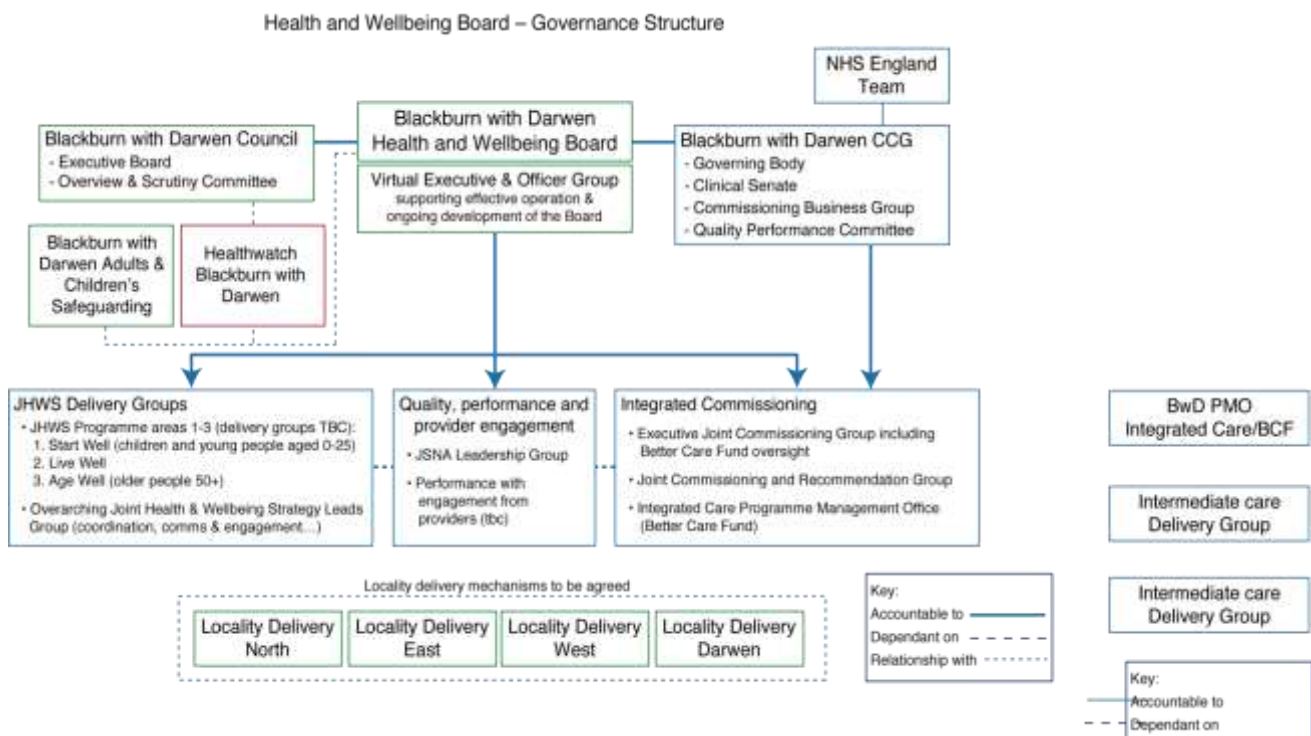 Health and Wellbeing Board – Governance Structure
NHS England
Team
Blackburn with Darwen
Health and Wellbeing Board
Blackburn with Darwen Council
- Executive Board
- Overview & Scrutiny Committee
Virtual Executive & Officer Group
supporting effective operation &
ongoing development of the Board
Blackburn with Darwen CCG
- Governing Body
- Clinical Senate
- Commissioning Business Group
- Quality Performance Committee
Blackburn with
Darwen Adults &
Children's
Safeguarding
Healthwatch
Blackburn with
Darwen
JHWS Delivery Groups
• JHWS Programme areas 1-3 (delivery groups TBC):
1. Start Well (children and young people aged 0-25)
2. Live Well
3. Age Well (older people 50+)
• Overarching Joint Health & Wellbeing Strategy Leads
Group (coordination, comms & engagement…)
Quality, performance and
provider engagement
• JSNA Leadership Group
• Performance with
engagement from
providers (tbc)
Integrated Commissioning
• Executive Joint Commissioning Group including
Better Care Fund oversight
• Joint Commissioning and Recommendation Group
• Integrated Care Programme Management Office
(Better Care Fund)
BwD PMO
Integrated Care/BCF
Intermediate care
Delivery Group
Intermediate care
Delivery Group
Locality delivery mechanisms to be agreed
Locality Delivery
North
Locality Delivery
East
Locality Delivery
West
Locality Delivery
Darwen
Key:
Accountable to
Dependant on
Relationship with
Key:
Accountable to
Dependant on